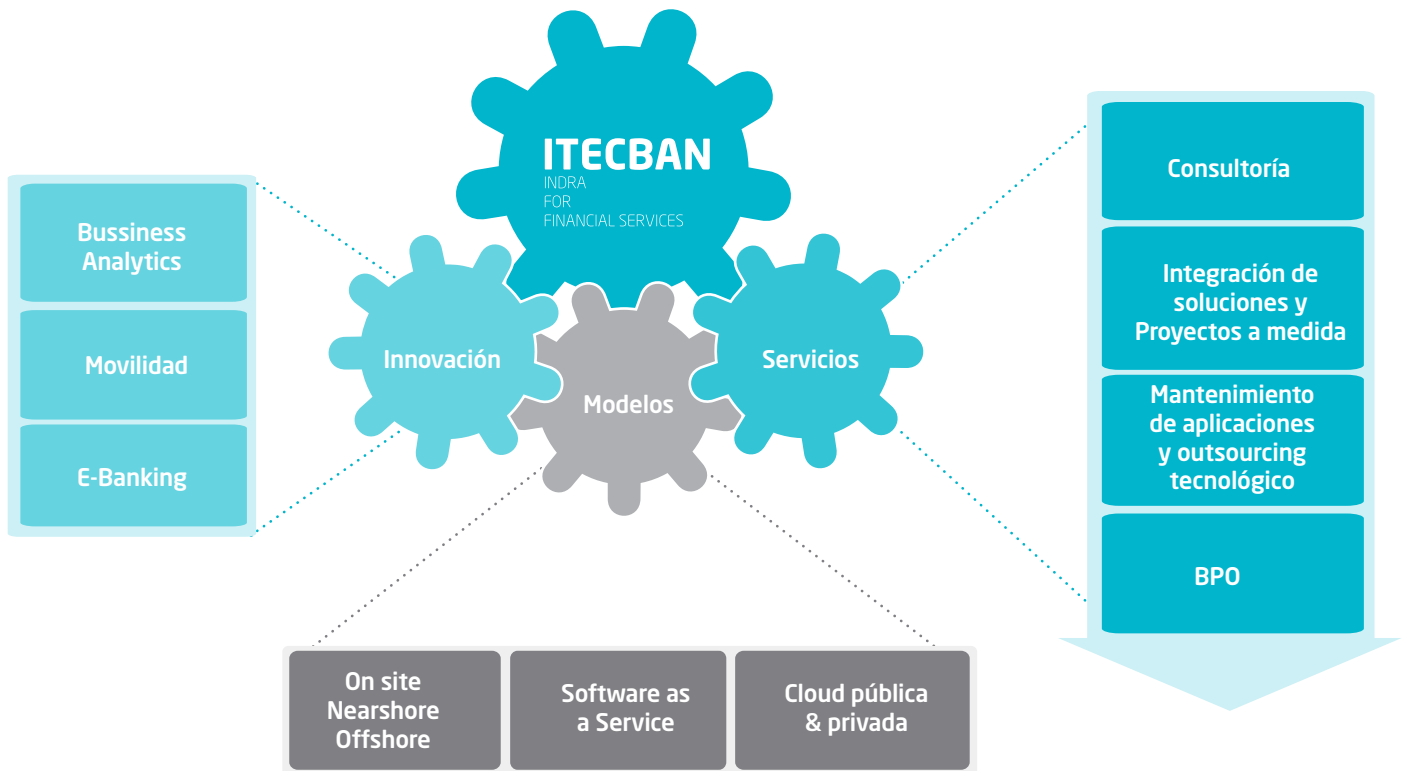 ITECBAN
INDRA
FOR
FINANCIAL SERVICES
Bussiness
Analytics
Movilidad
E-Banking
Innovación
Modelos
Servicios
Consultoría
Integración de
soluciones y
Proyectos a medida
Mantenimiento
de aplicaciones
y outsourcing
tecnológico
BPO
On site
Nearshore
Offshore
Software as
a Service
Cloud pública
& privada